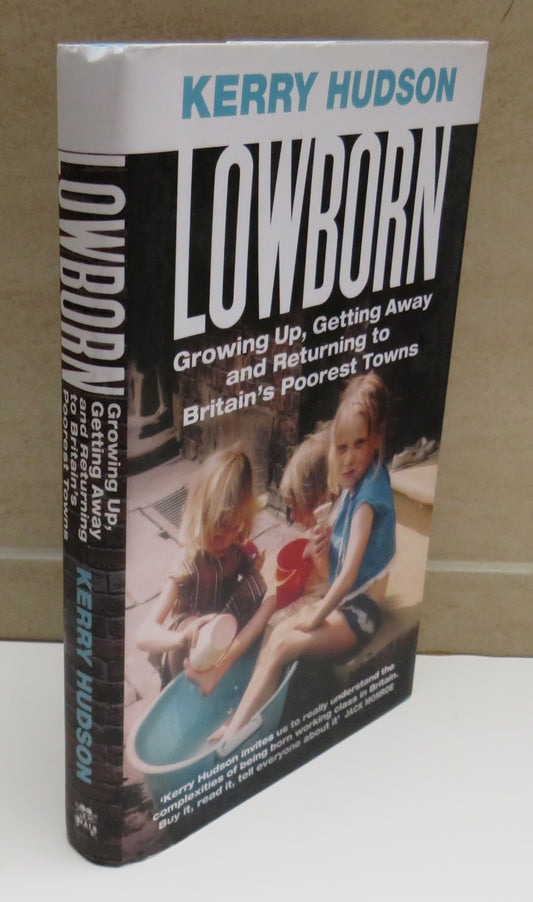 KERRY HUDSON
LOWBORN
Growing Up, Getting Away
and Returning to
Britain's Poorest Towns
'Kerry Hudson invites us to really understand the
complexities of being born working class in Britain.
Buy it, read it, tell everyone about it' JACK MONROE
LOWBORN
Growing Up,
Getting Away
and Returning
to Britain's
Poorest Towns
KERRY HUDSON